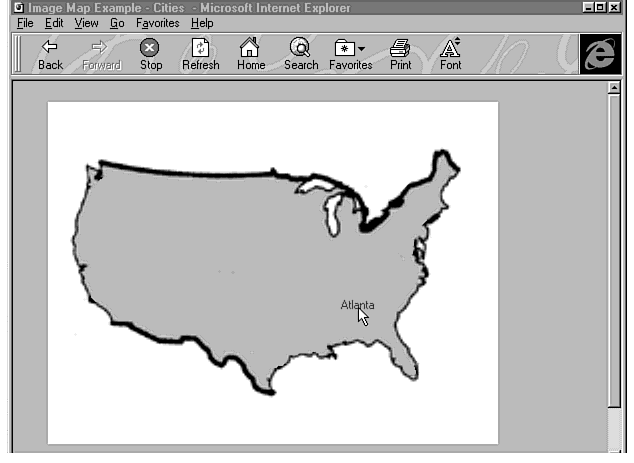 Image Map Example - Cities - Microsoft Internet Explorer
File Edit View Go Favorites Help
Back Forward Stop Refresh Home Search Favorites Print Font
Atlanta